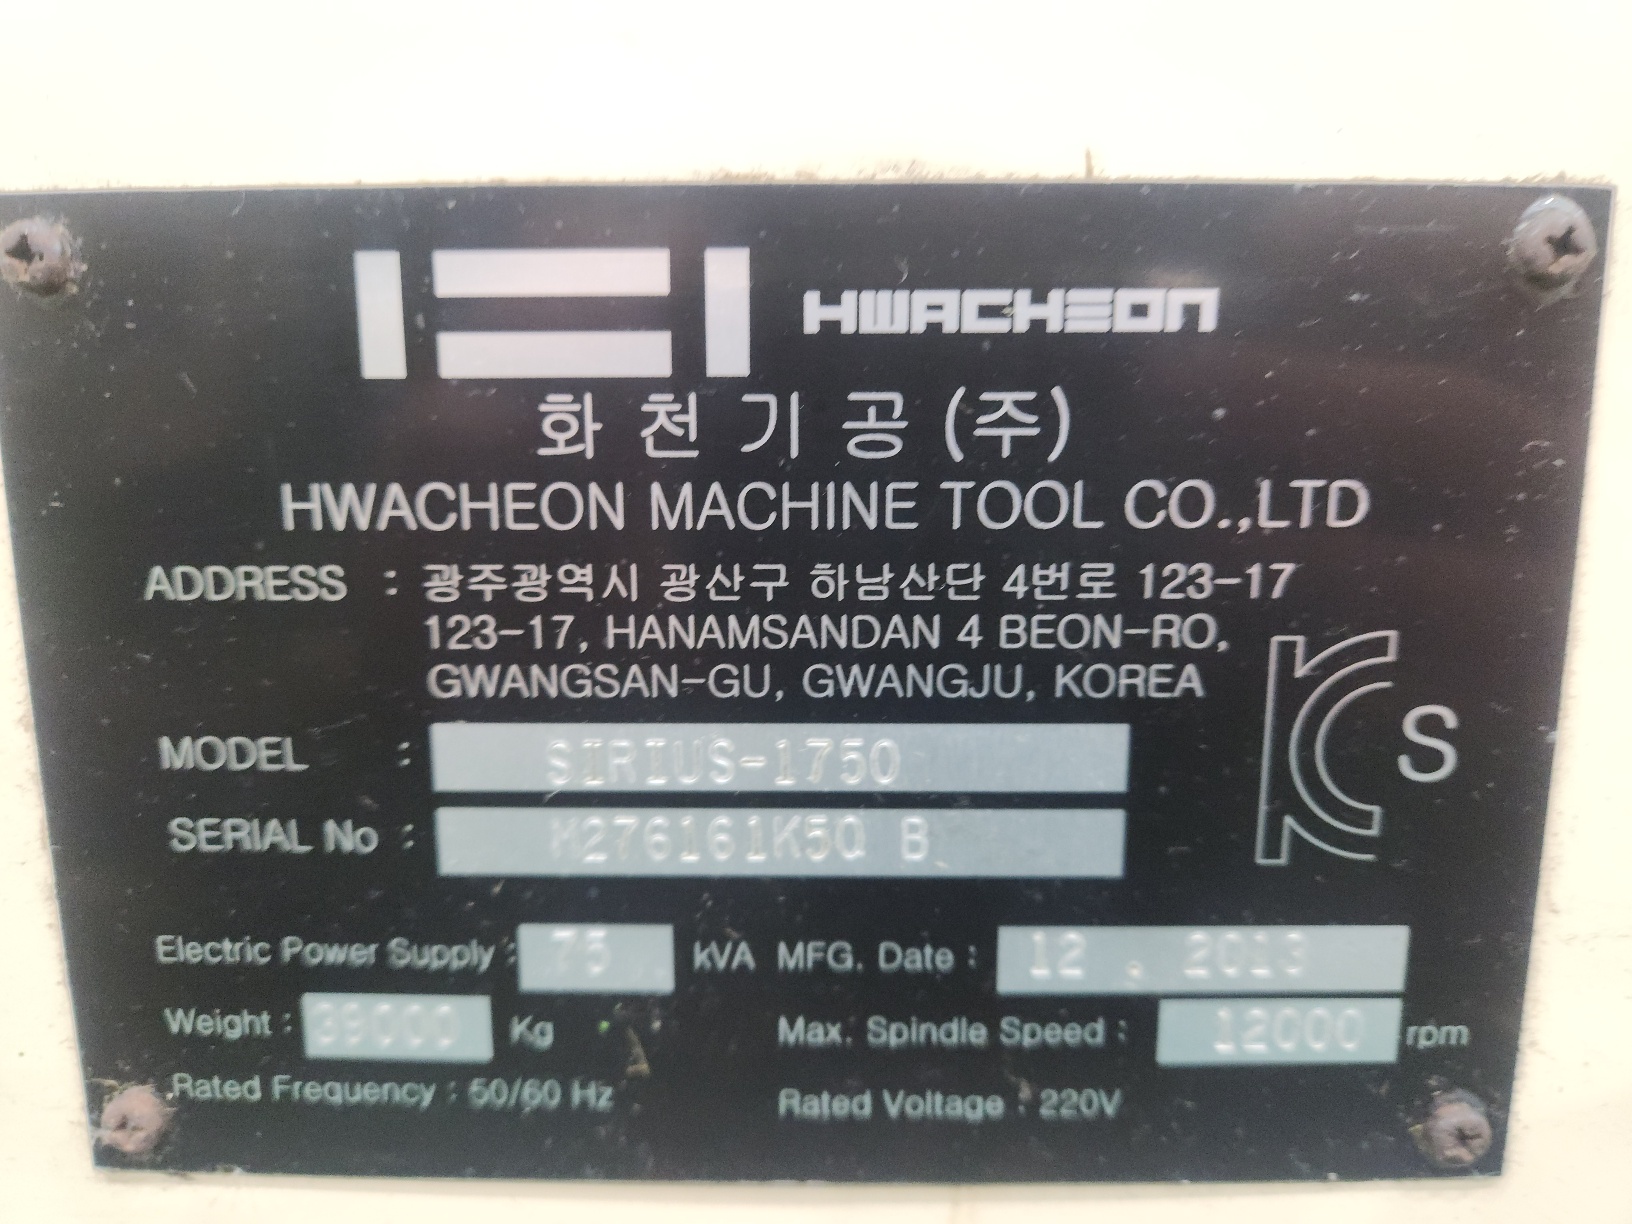 HWACHEON
화천기공(주)
HWACHEON MACHINE TOOL CO.,LTD
ADDRESS : 광주광역시 광산구 하남산단 4번로 123-17
123-17, HANAMSANDAN 4 BEON-RO,
GWANGSAN-GU, GWANGJU, KOREA
MODEL : SIRIUS-1750
SERIAL No : M276161K5Q B
KC S
Electric Power Supply : 75 kVA MFG. Date : 12 . 2013
Weight : 39000 Kg Max. Spindle Speed : 12000 rpm
Rated Frequency : 50/60 Hz Rated Voltage : 220V